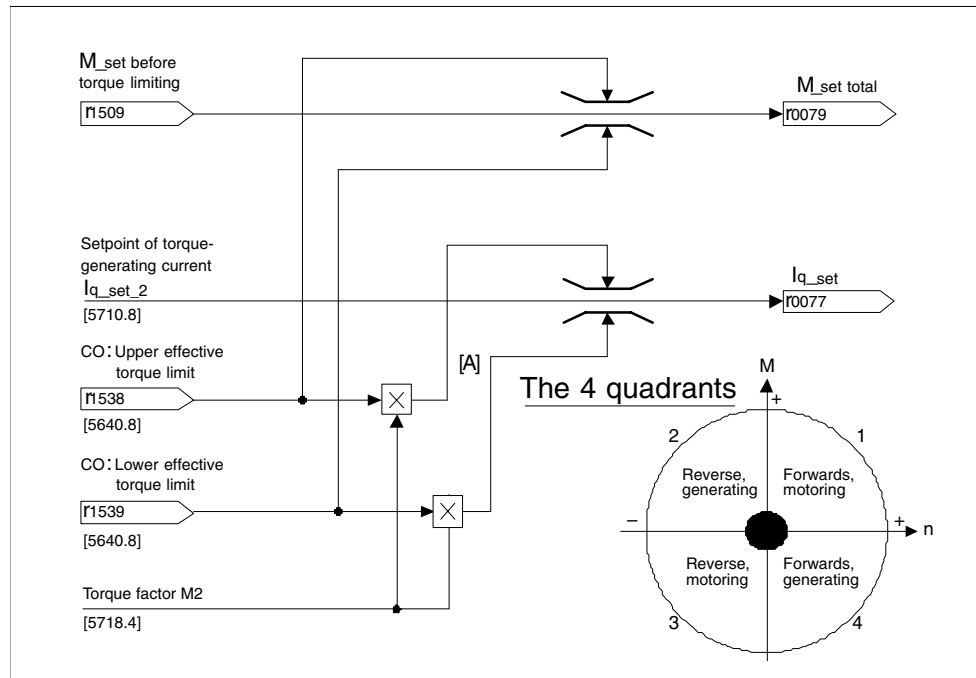 M_set before
torque limiting
r1509
M_set total
r0079
Setpoint of torque-
generating current
Iq_set_2
[5710.8]
Iq_set
r0077
CO: Upper effective
torque limit
r1538
[5640.8]
[A]
×
CO: Lower effective
torque limit
r1539
[5640.8]
×
Torque factor M2
[5718.4]
The 4 quadrants
M
+
2
1
Reverse,
generating
Forwards,
motoring
–
+
n
Reverse,
motoring
Forwards,
generating
3
4